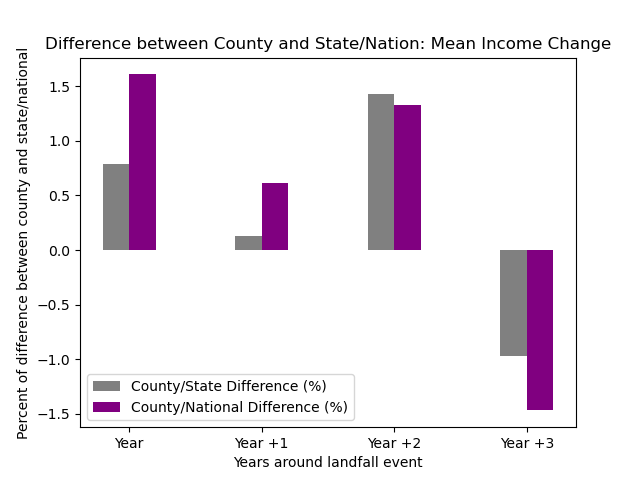 Difference between County and State/Nation: Mean Income Change
Percent of difference between county and state/national
1.5
1.0
0.5
0.0
−0.5
−1.0
−1.5
County/State Difference (%)
County/National Difference (%)
Year
Year +1
Year +2
Year +3
Years around landfall event